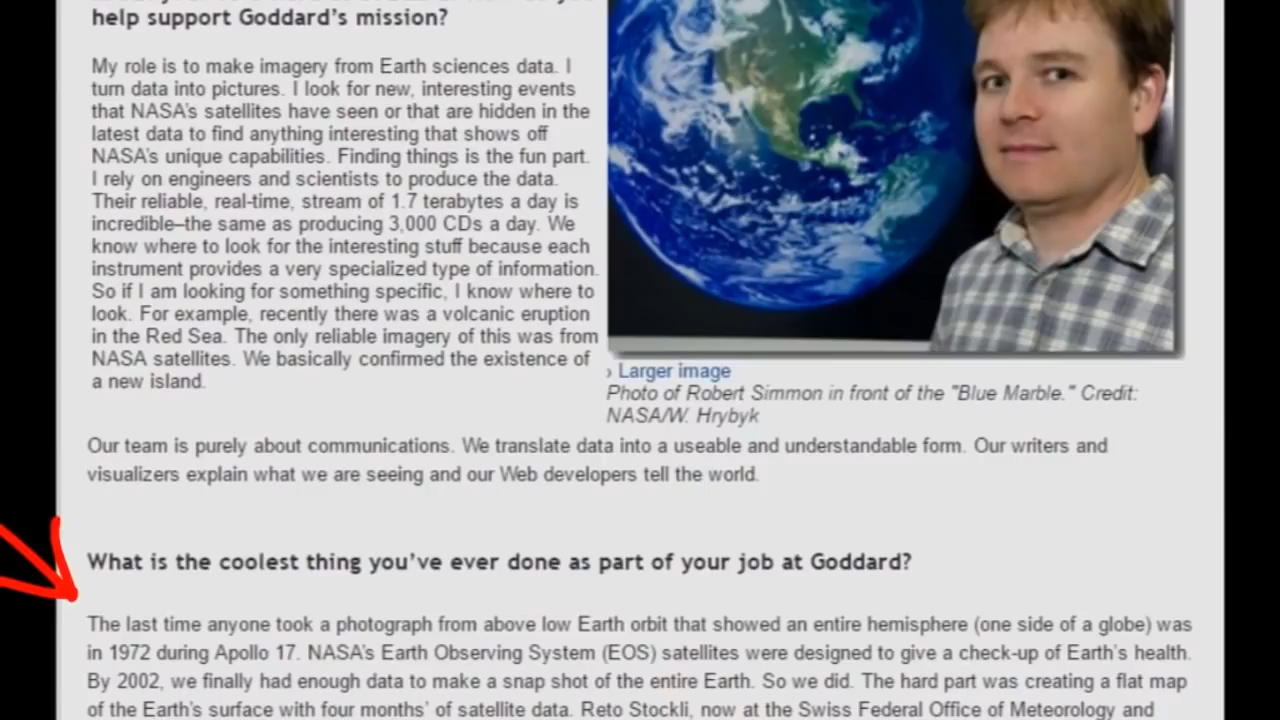 help support Goddard's mission?
My role is to make imagery from Earth sciences data. I
turn data into pictures. I look for new, interesting events
that NASA's satellites have seen or that are hidden in the
latest data to find anything interesting that shows off
NASA's unique capabilities. Finding things is the fun part.
I rely on engineers and scientists to produce the data.
Their reliable, real-time, stream of 1.7 terabytes a day is
incredible–the same as producing 3,000 CDs a day. We
know where to look for the interesting stuff because each
instrument provides a very specialized type of information.
So if I am looking for something specific, I know where to
look. For example, recently there was a volcanic eruption
in the Red Sea. The only reliable imagery of this was from
NASA satellites. We basically confirmed the existence of
a new island.
› Larger image
Photo of Robert Simmon in front of the "Blue Marble." Credit:
NASA/W. Hrybyk
Our team is purely about communications. We translate data into a useable and understandable form. Our writers and
visualizers explain what we are seeing and our Web developers tell the world.
What is the coolest thing you've ever done as part of your job at Goddard?
The last time anyone took a photograph from above low Earth orbit that showed an entire hemisphere (one side of a globe) was
in 1972 during Apollo 17. NASA's Earth Observing System (EOS) satellites were designed to give a check-up of Earth's health.
By 2002, we finally had enough data to make a snap shot of the entire Earth. So we did. The hard part was creating a flat map
of the Earth's surface with four months' of satellite data. Reto Stockli, now at the Swiss Federal Office of Meteorology and